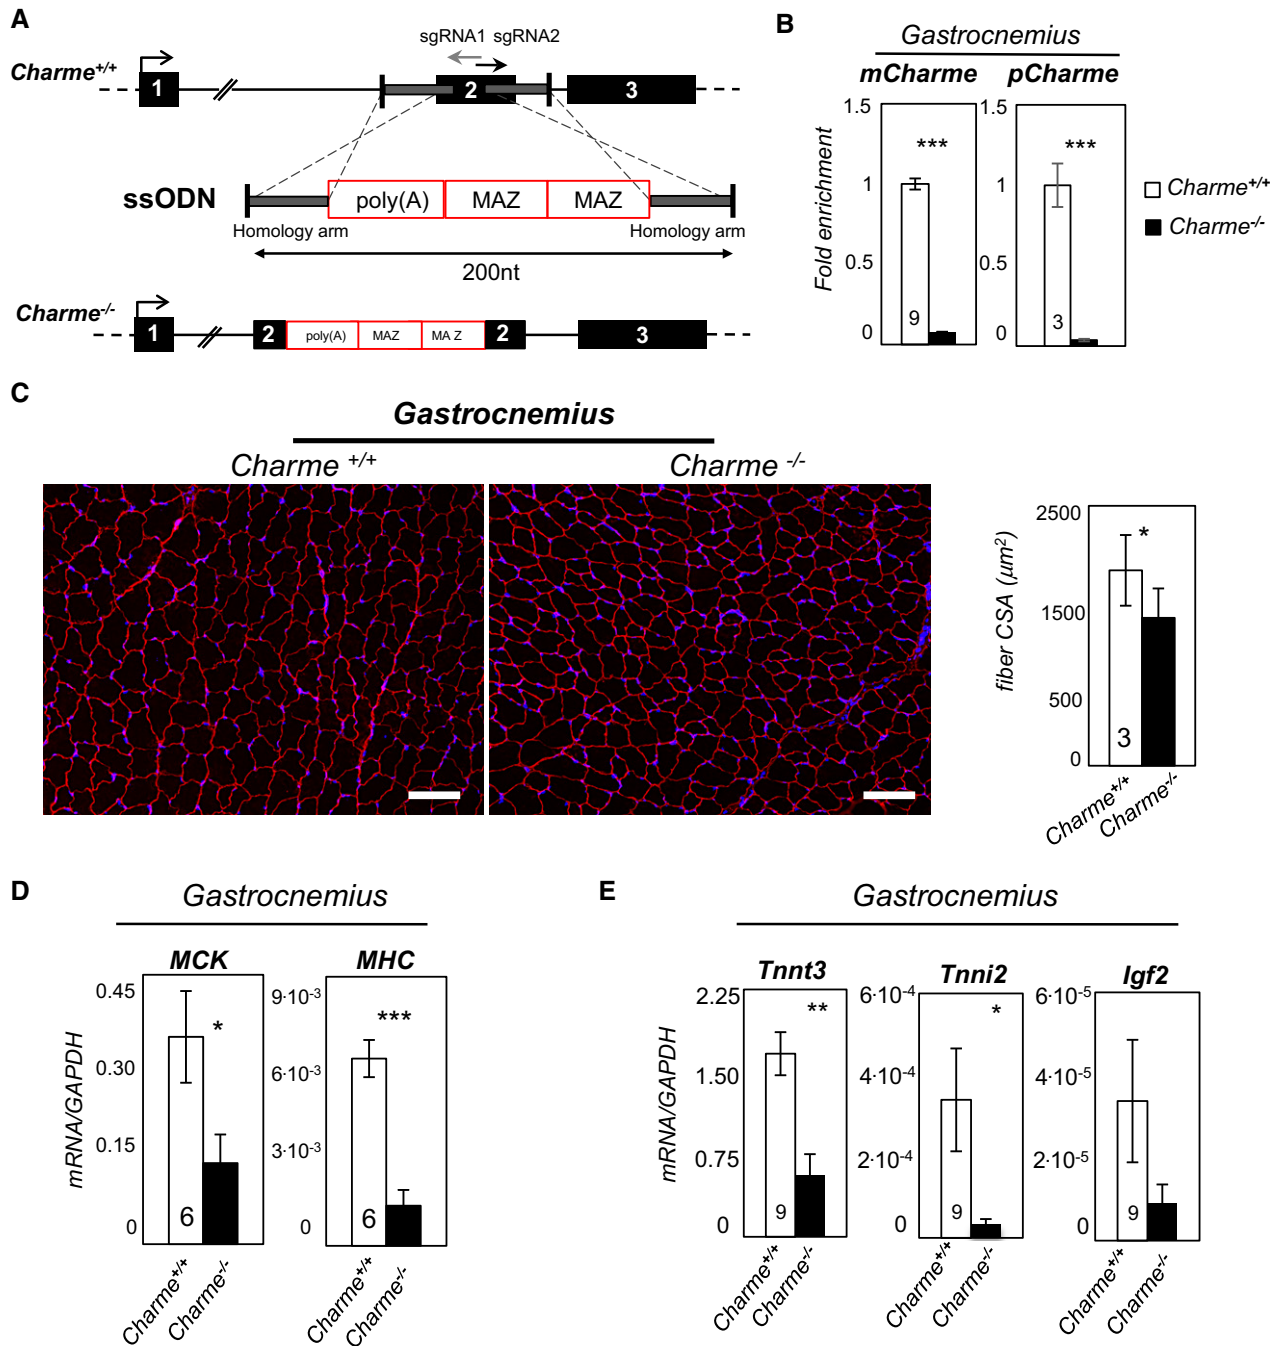 A
sgRNA1 sgRNA2
Charme+/+
1
2
3
ssODN
poly(A) MAZ MAZ
Homology arm
Homology arm
200nt
Charme-/-
1
2
poly(A) MAZ MA Z
2
3
B
Gastrocnemius
mCharme pCharme
Fold enrichment
1.5
1
0.5
0
***
9
1.5
1
0.5
0
***
3
Charme+/+
Charme-/-
C
Gastrocnemius
Charme +/+
Charme -/-
fiber CSA (µm2)
2500
1500
500
0
*
3
Charme+/+
Charme-/-
D
Gastrocnemius
MCK
mRNA/GAPDH
0.45
0.30
0.15
0
*
6
Charme+/+
Charme-/-
MHC
9·10-3
6·10-3
3·10-3
0
***
6
Charme+/+
Charme-/-
E
Gastrocnemius
Tnnt3
mRNA/GAPDH
2.25
1.50
0.75
0
**
9
Charme+/+
Charme-/-
Tnni2
6·10-4
4·10-4
2·10-4
0
*
9
Charme+/+
Charme-/-
Igf2
6·10-5
4·10-5
2·10-5
0
9
Charme+/+
Charme-/-